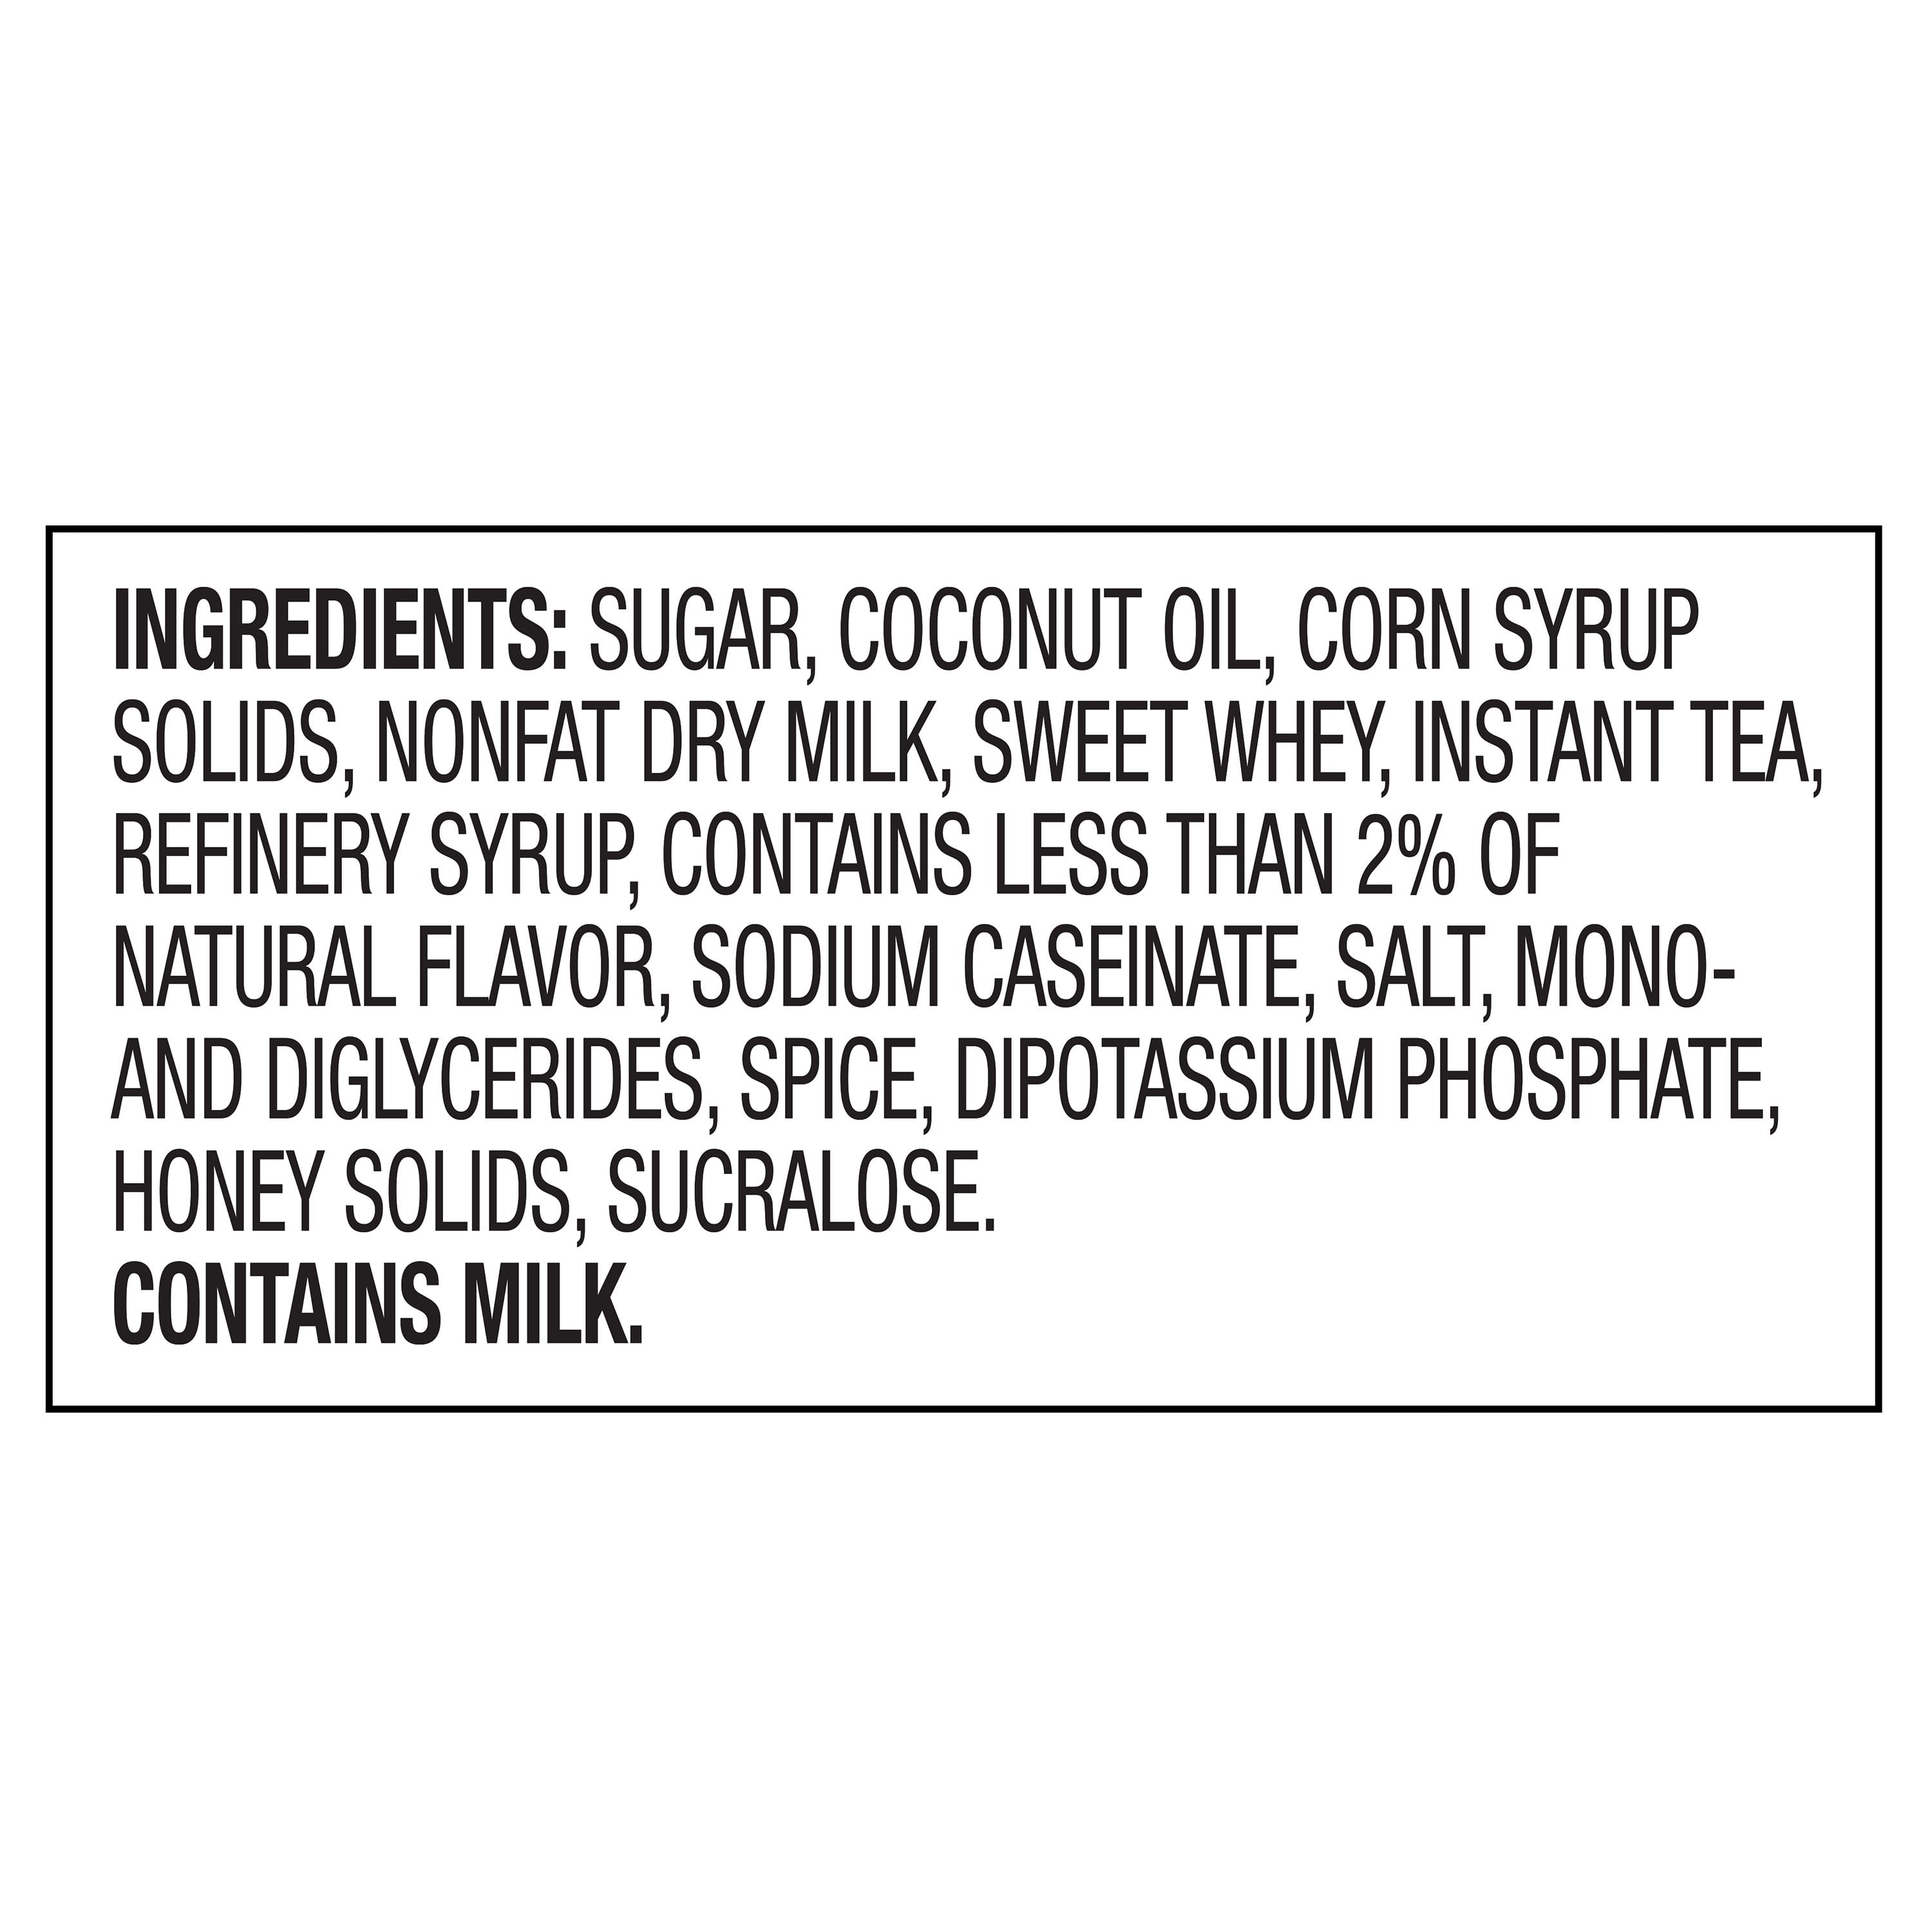 INGREDIENTS: SUGAR, COCONUT OIL, CORN SYRUP
SOLIDS, NONFAT DRY MILK, SWEET WHEY, INSTANT TEA,
REFINERY SYRUP, CONTAINS LESS THAN 2% OF
NATURAL FLAVOR, SODIUM CASEINATE, SALT, MONO-
AND DIGLYCERIDES, SPICE, DIPOTASSIUM PHOSPHATE,
HONEY SOLIDS, SUCRALOSE.
CONTAINS MILK.